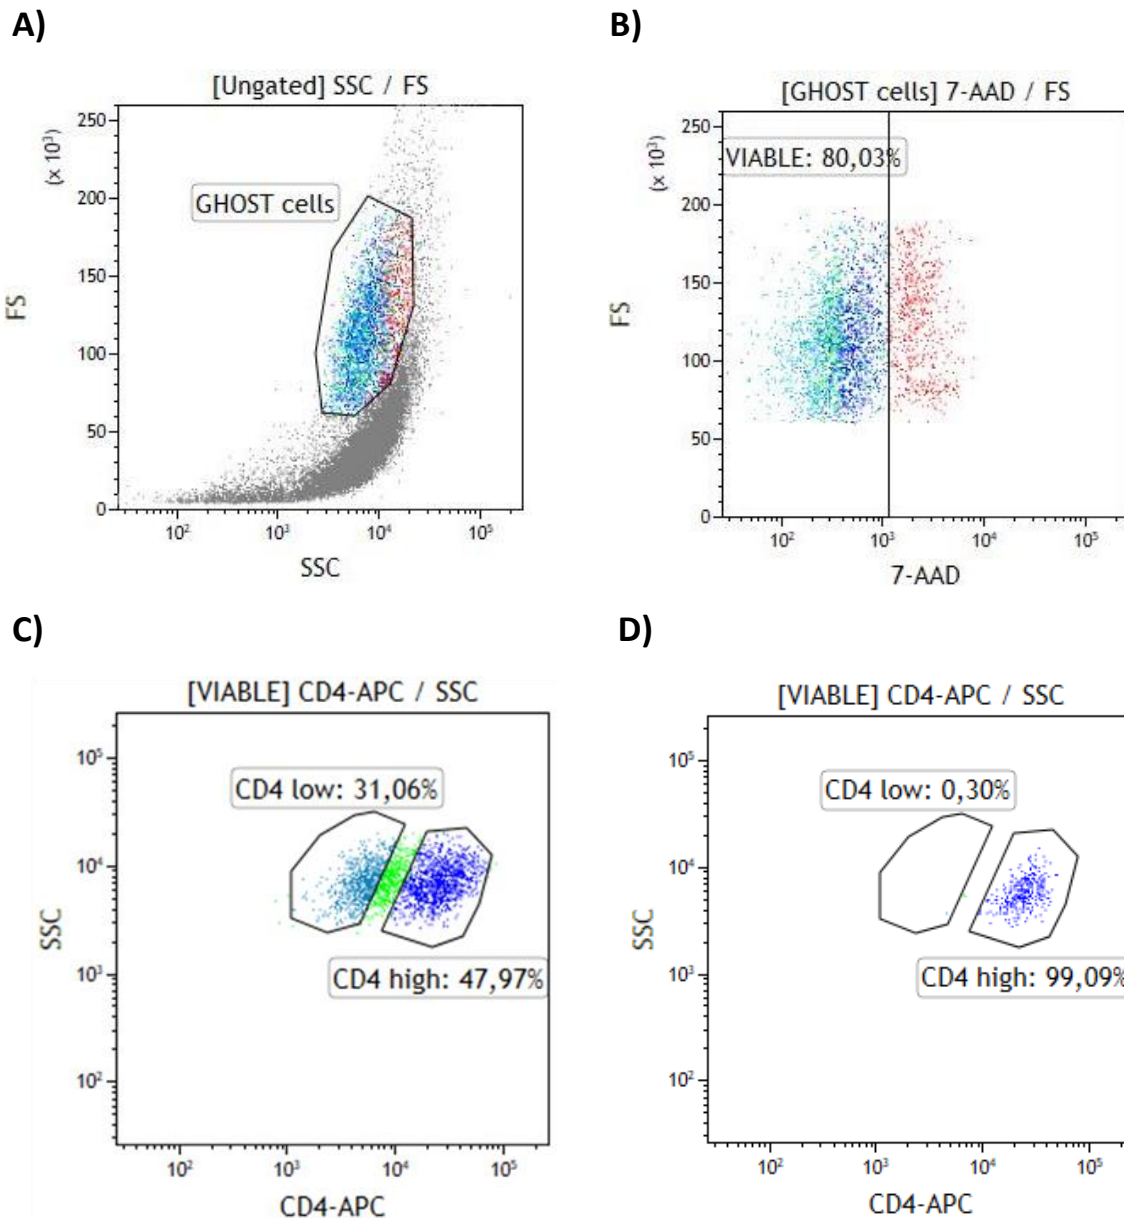 A)
B)
[Ungated] SSC / FS
[GHOST cells] 7-AAD / FS
(x 10³)
250
200
150
100
50
0
GHOST cells
FS
10² 10³ 10⁴ 10⁵
SSC
(x 10³)
250
200
150
100
50
0
VIABLE: 80,03%
FS
10² 10³ 10⁴ 10⁵
7-AAD
C)
D)
[VIABLE] CD4-APC / SSC
[VIABLE] CD4-APC / SSC
10⁵
10⁴
10³
10²
CD4 low: 31,06%
CD4 high: 47,97%
SSC
10² 10³ 10⁴ 10⁵
CD4-APC
10⁵
10⁴
10³
10²
CD4 low: 0,30%
CD4 high: 99,09%
SSC
10² 10³ 10⁴ 10⁵
CD4-APC